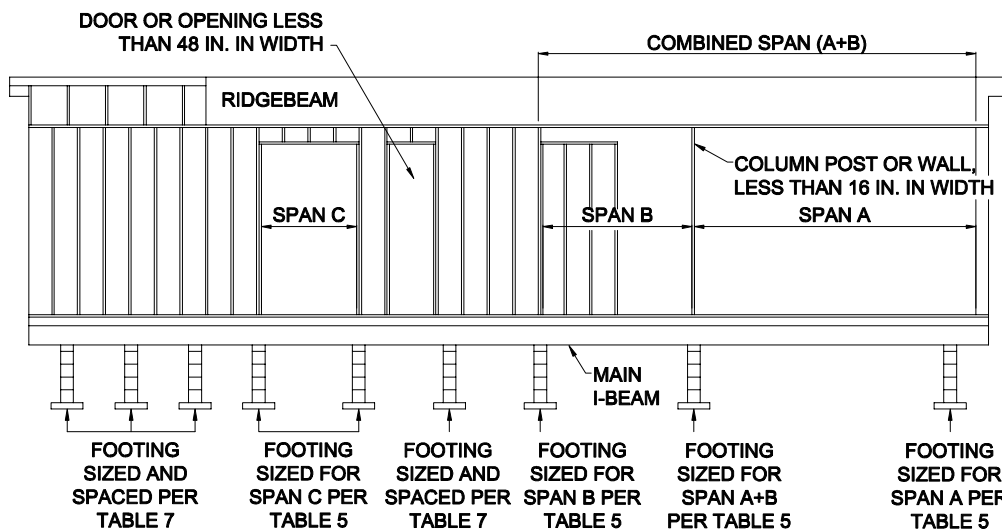 DOOR OR OPENING LESS
THAN 48 IN. IN WIDTH
COMBINED SPAN (A+B)
RIDGEBEAM
COLUMN POST OR WALL,
LESS THAN 16 IN. IN WIDTH
SPAN C
SPAN B
SPAN A
MAIN
I-BEAM
FOOTING
SIZED AND
SPACED PER
TABLE 7
FOOTING
SIZED FOR
SPAN C PER
TABLE 5
FOOTING
SIZED AND
SPACED PER
TABLE 7
FOOTING
SIZED FOR
SPAN B PER
TABLE 5
FOOTING
SIZED FOR
SPAN A+B
PER TABLE 5
FOOTING
SIZED FOR
SPAN A PER
TABLE 5